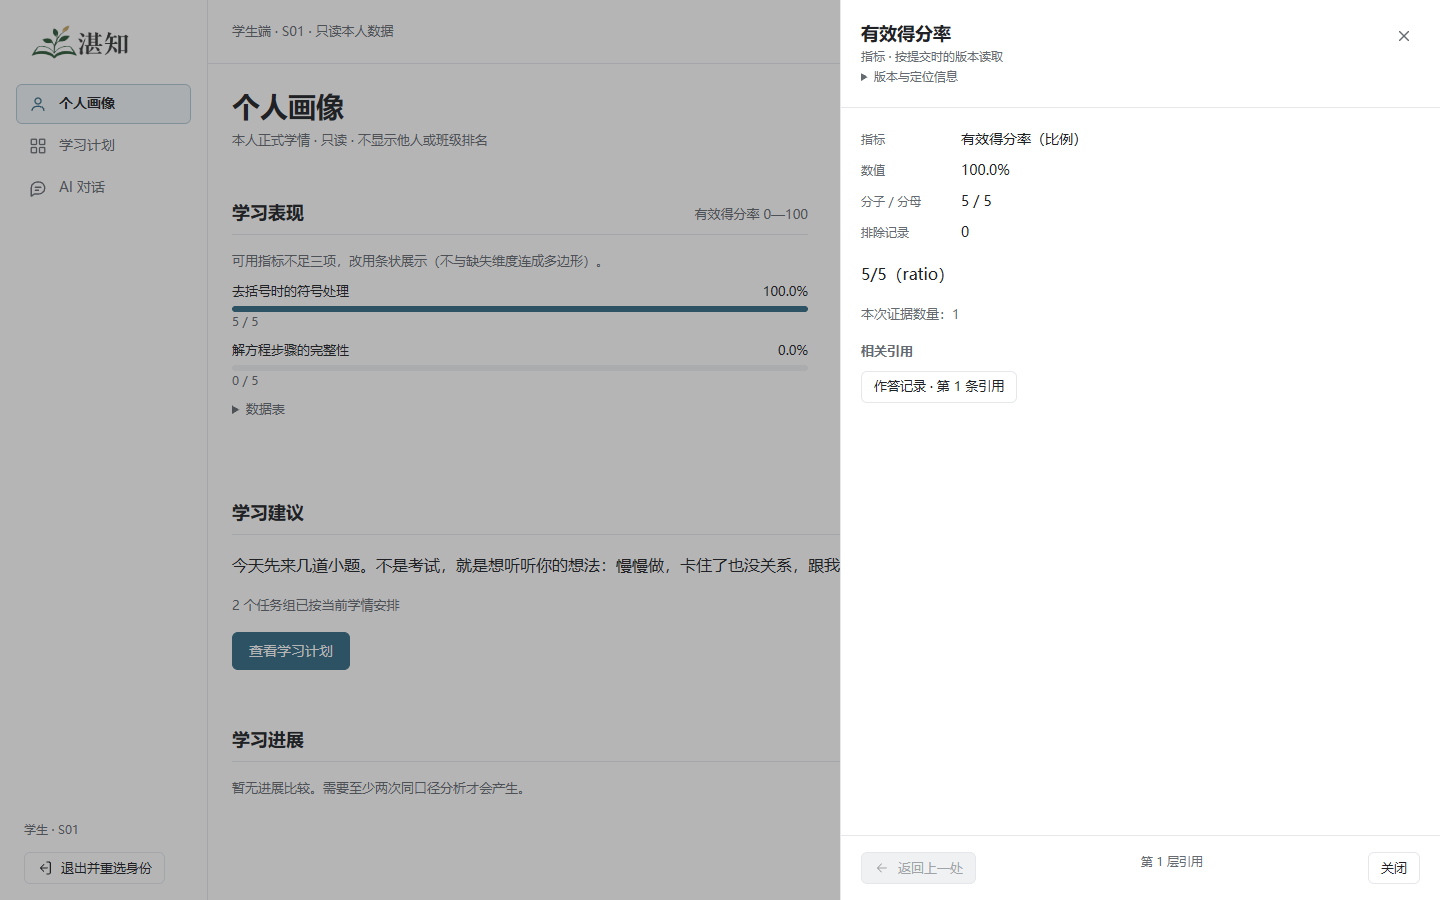 湛知
个人画像
学习计划
AI 对话
学生 · S01
退出并重选身份
学生端 · S01 · 只读本人数据
个人画像
本人正式学情 · 只读 · 不显示他人或班级排名
学习表现
有效得分率 0—100
可用指标不足三项，改用条状展示（不与缺失维度连成多边形）。
去括号时的符号处理
100.0%
5 / 5
解方程步骤的完整性
0.0%
0 / 5
数据表
学习建议
今天先来几道小题。不是考试，就是想听听你的想法：慢慢做，卡住了也没关系，跟我
2 个任务组已按当前学情安排
查看学习计划
学习进展
暂无进展比较。需要至少两次同口径分析才会产生。
有效得分率
指标 · 按提交时的版本读取
版本与定位信息
指标 有效得分率（比例）
数值 100.0%
分子 / 分母 5 / 5
排除记录 0
5/5（ratio）
本次证据数量：1
相关引用
作答记录 · 第 1 条引用
返回上一处
第 1 层引用
关闭